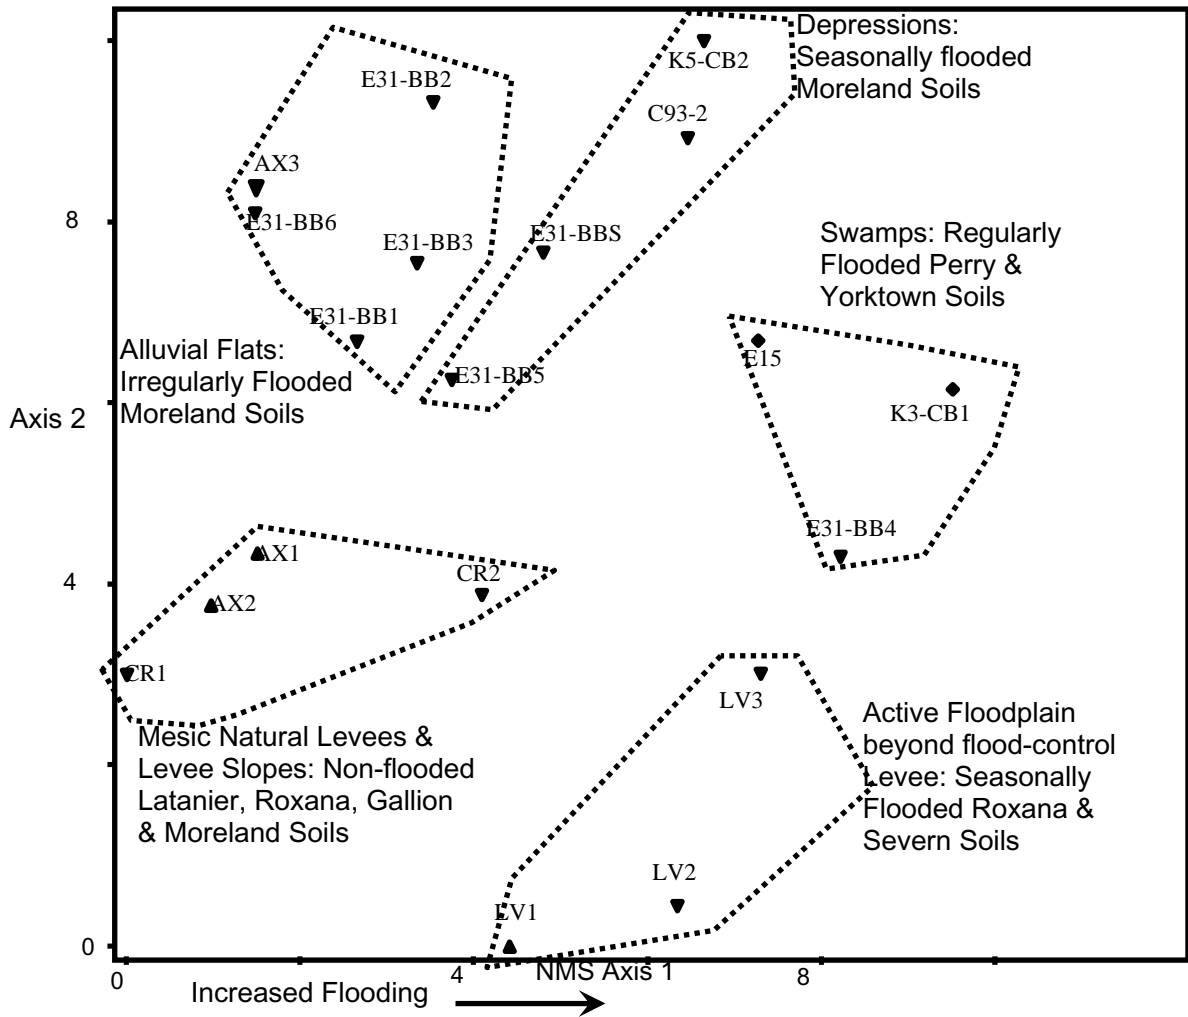 Depressions:
Seasonally flooded
Moreland Soils
K5-CB2
E31-BB2
C93-2
AX3
E31-BB6
8
E31-BB3
E31-BBS
Swamps: Regularly
Flooded Perry &
Yorktown Soils
E31-BB1
Alluvial Flats:
Irregularly Flooded
Moreland Soils
E31-BB5
E15
K3-CB1
Axis 2
E31-BB4
AX1
4
CR2
AX2
CR1
LV3
Mesic Natural Levees &
Levee Slopes: Non-flooded
Latanier, Roxana, Gallion
& Moreland Soils
Active Floodplain
beyond flood-control
Levee: Seasonally
Flooded Roxana &
Severn Soils
LV2
LV1
0
0
4
NMS Axis 1
8
Increased Flooding